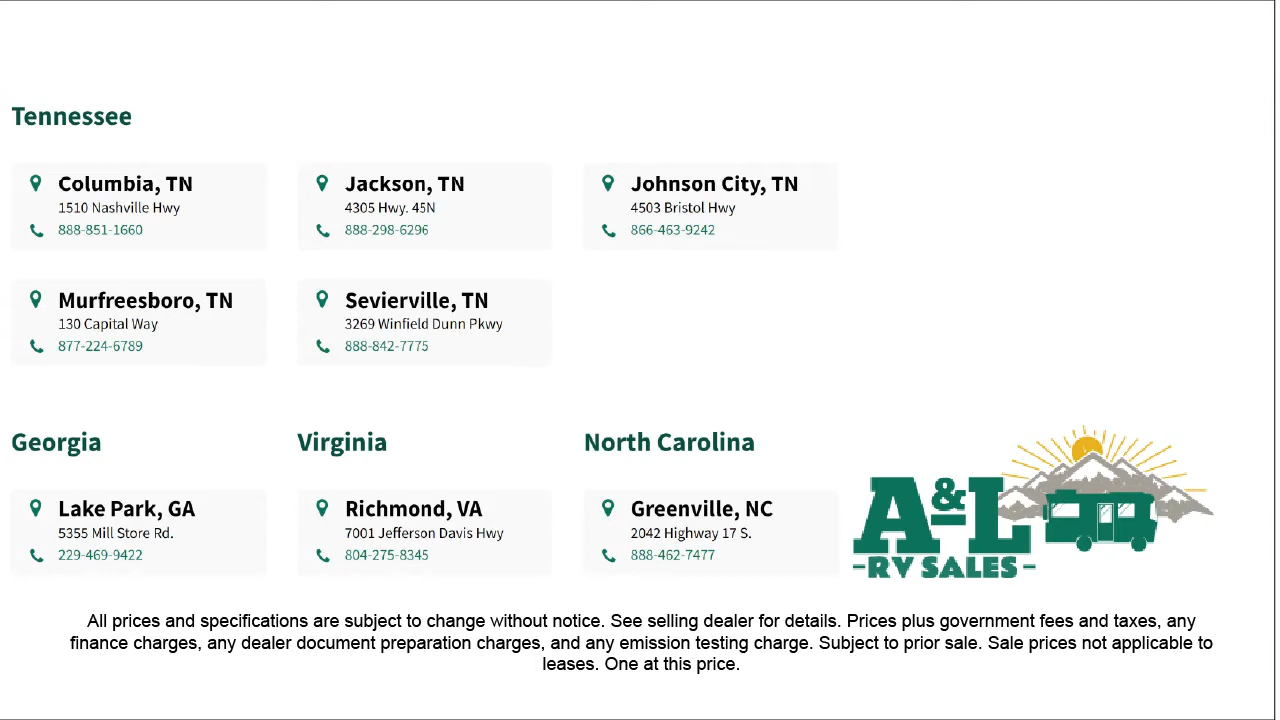 Tennessee
Columbia, TN
1510 Nashville Hwy
888-851-1660
Jackson, TN
4305 Hwy. 45N
888-298-6296
Johnson City, TN
4503 Bristol Hwy
866-463-9242
Murfreesboro, TN
130 Capital Way
877-224-6789
Sevierville, TN
3269 Winfield Dunn Pkwy
888-842-7775
Georgia
Lake Park, GA
5355 Mill Store Rd.
229-469-9422
Virginia
Richmond, VA
7001 Jefferson Davis Hwy
804-275-8345
North Carolina
Greenville, NC
2042 Highway 17 S.
888-462-7477
A&L
-RV SALES-
All prices and specifications are subject to change without notice. See selling dealer for details. Prices plus government fees and taxes, any
finance charges, any dealer document preparation charges, and any emission testing charge. Subject to prior sale. Sale prices not applicable to
leases. One at this price.